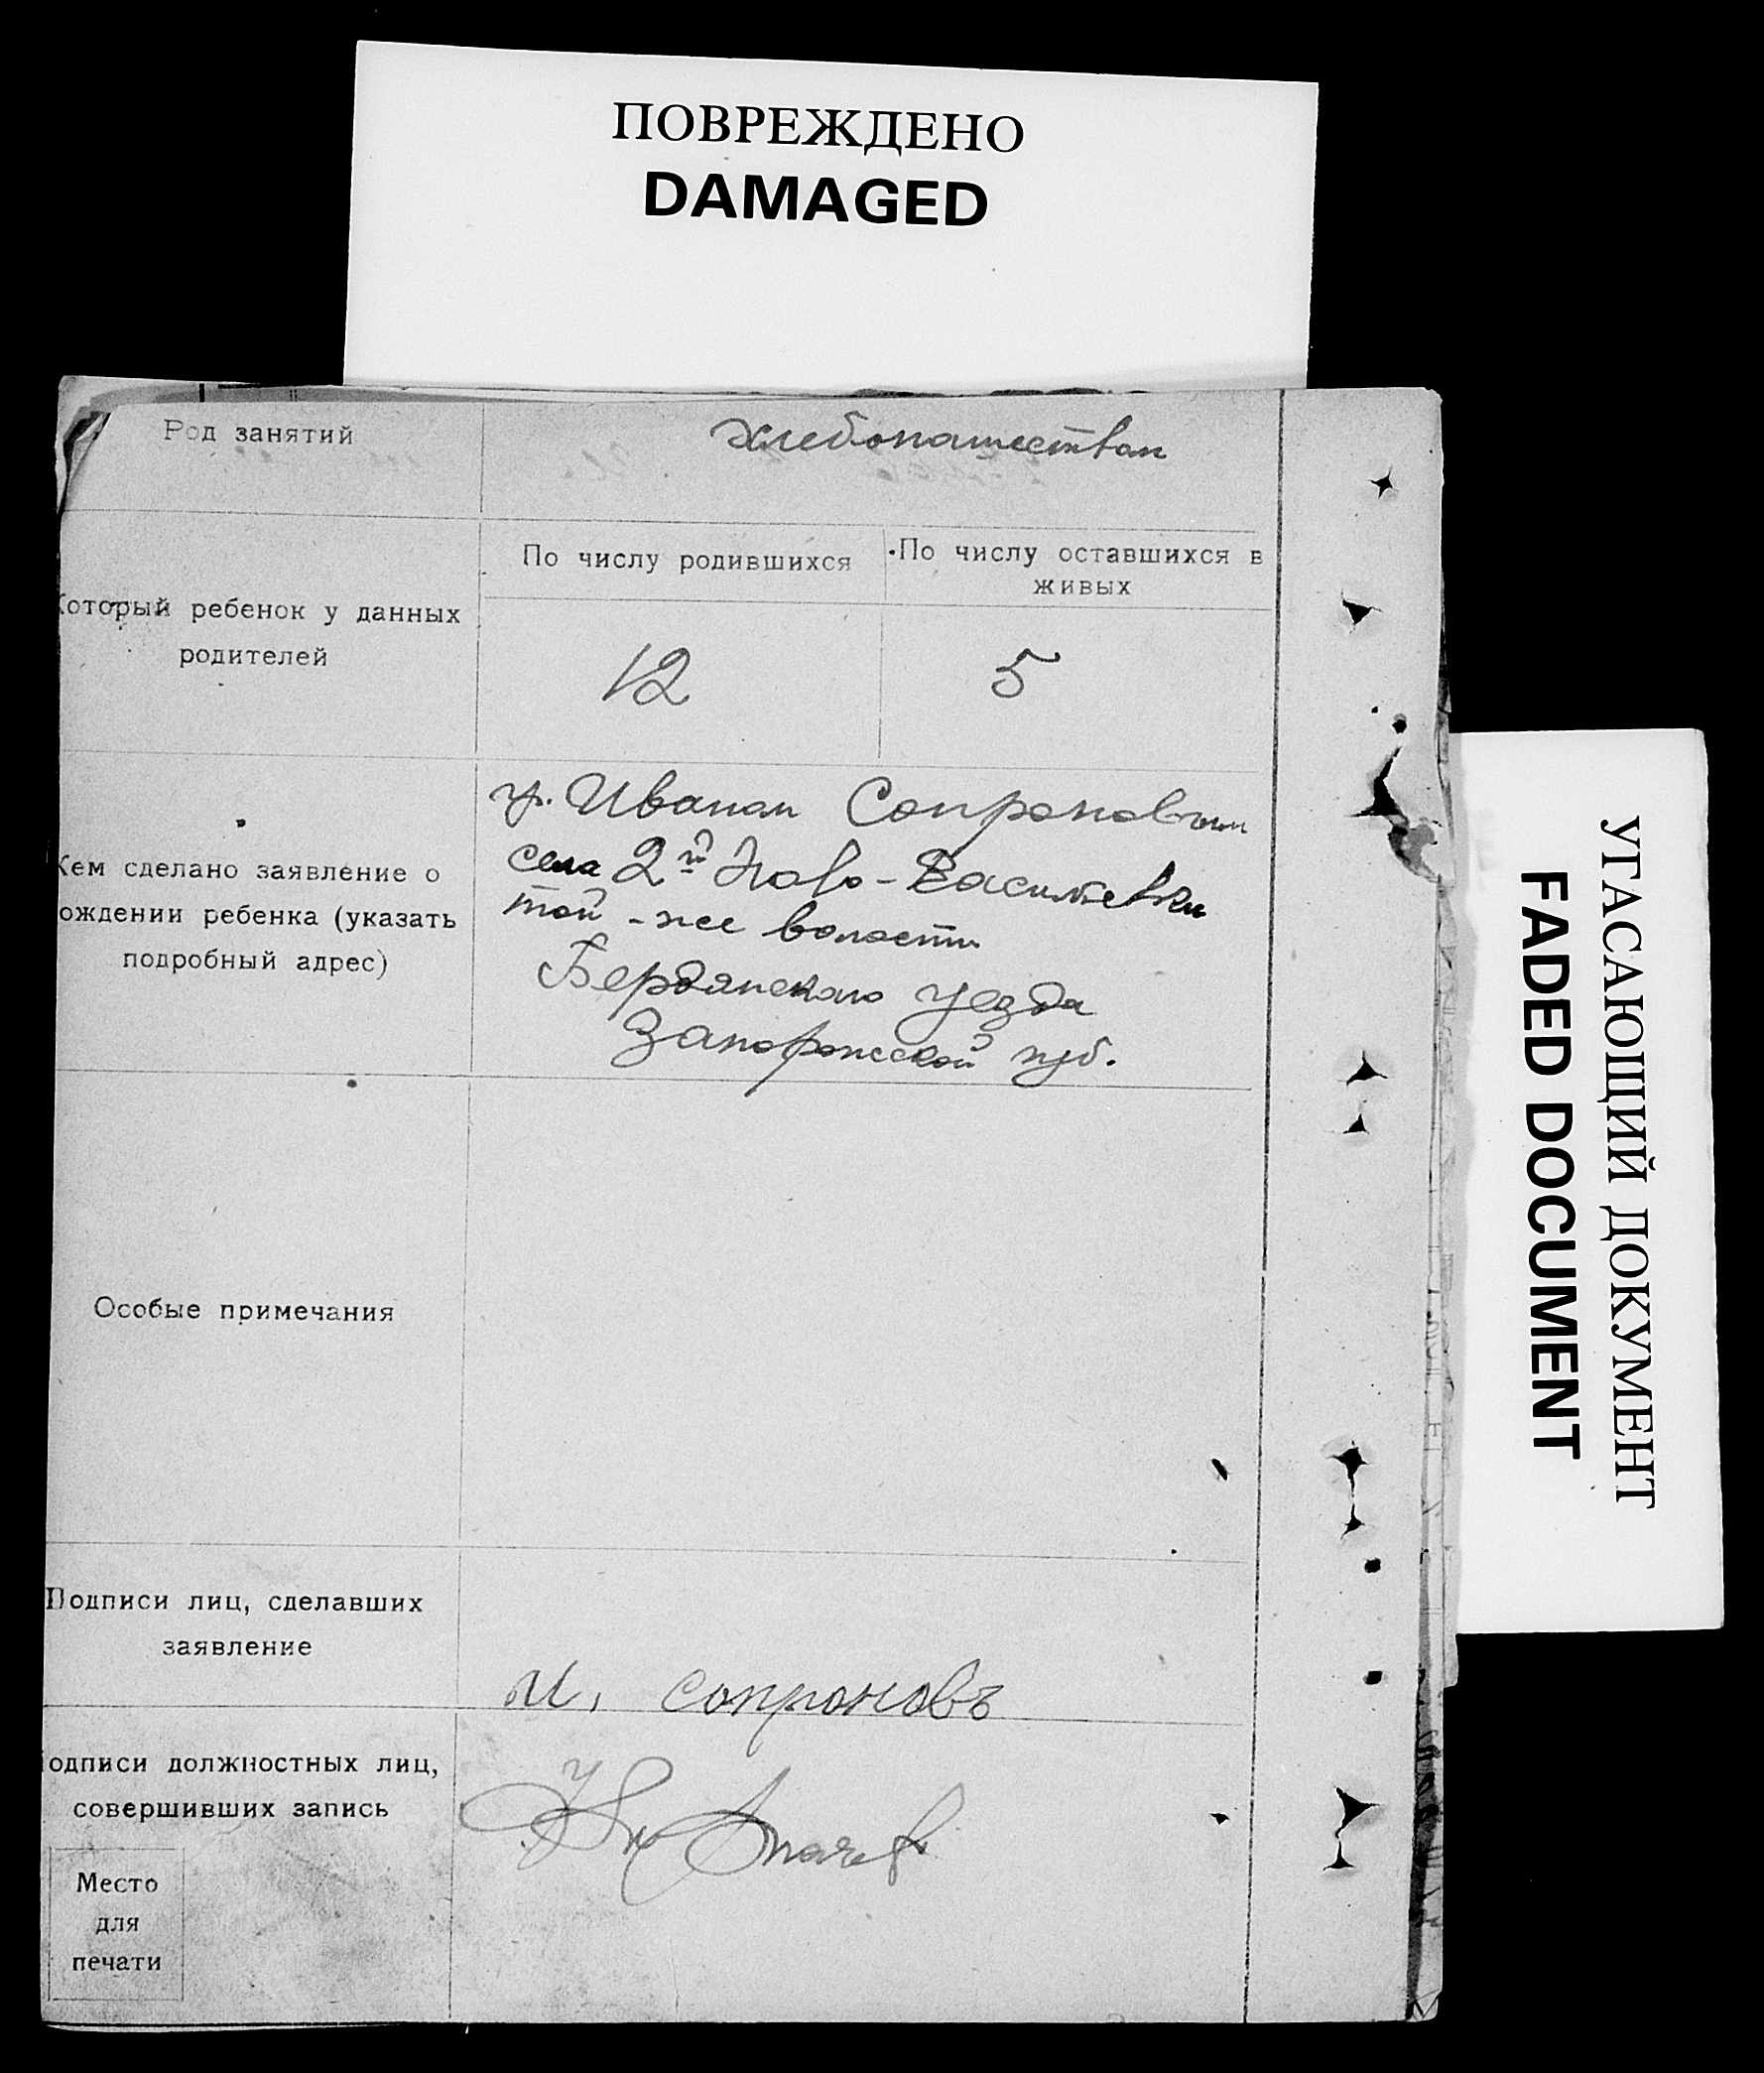 ПОВРЕЖДЕНО
DAMAGED
Род занятий
хлебопашеством
Который ребенок у данных
родителей
По числу родившихся
По числу оставшихся в
живых
12
5
Кем сделано заявление о
рождении ребенка (указать
подробный адрес)
гр. Иваном Сопроновым
села 2й Ново-Васильевки
той-же волости
Бердянского уезда
Запорожской губ.
Особые примечания
Подписи лиц, сделавших
заявление
И. сопроновъ
одписи должностных лиц,
совершивших запись
Место
для
печати
УГАСАЮЩИЙ ДОКУМЕНТ
FADED DOCUMENT